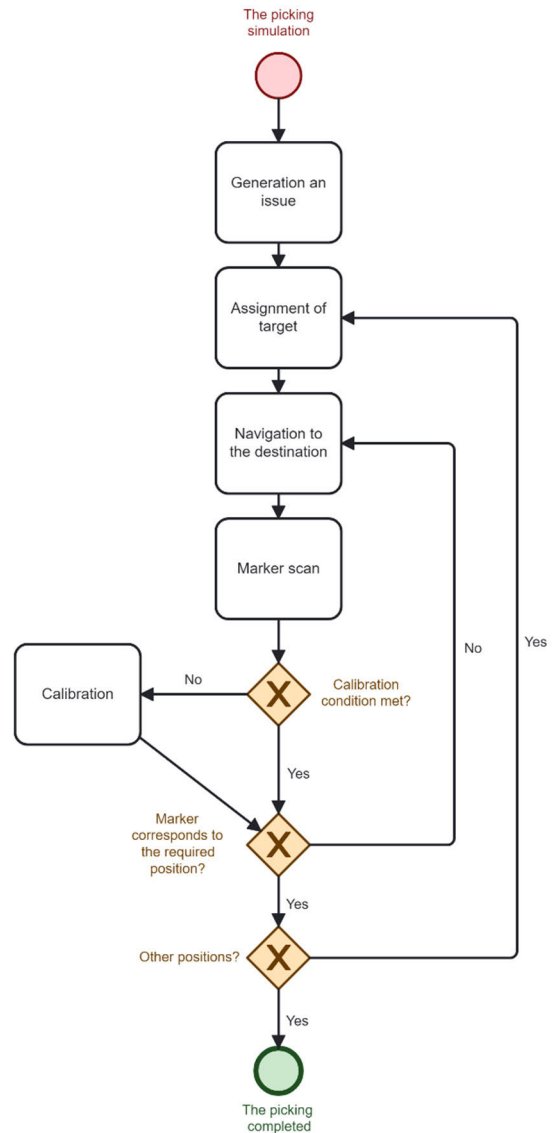 The picking
simulation
Generation an
issue
Assignment of
target
Navigation to
the destination
Marker scan
No
Calibration
Calibration
condition met?
No
Yes
Yes
Marker
corresponds to
the required
position?
X
X
Yes
Other positions?
X
Yes
The picking
completed